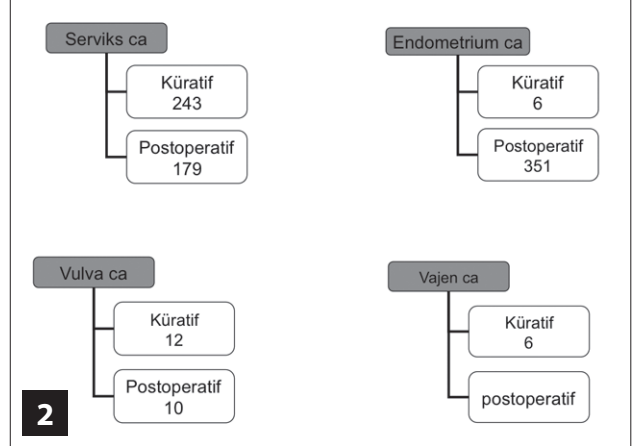 Serviks ca
Küratif
243
Postoperatif
179
Endometrium ca
Küratif
6
Postoperatif
351
Vulva ca
Küratif
12
Postoperatif
10
Vajen ca
Küratif
6
postoperatif
2